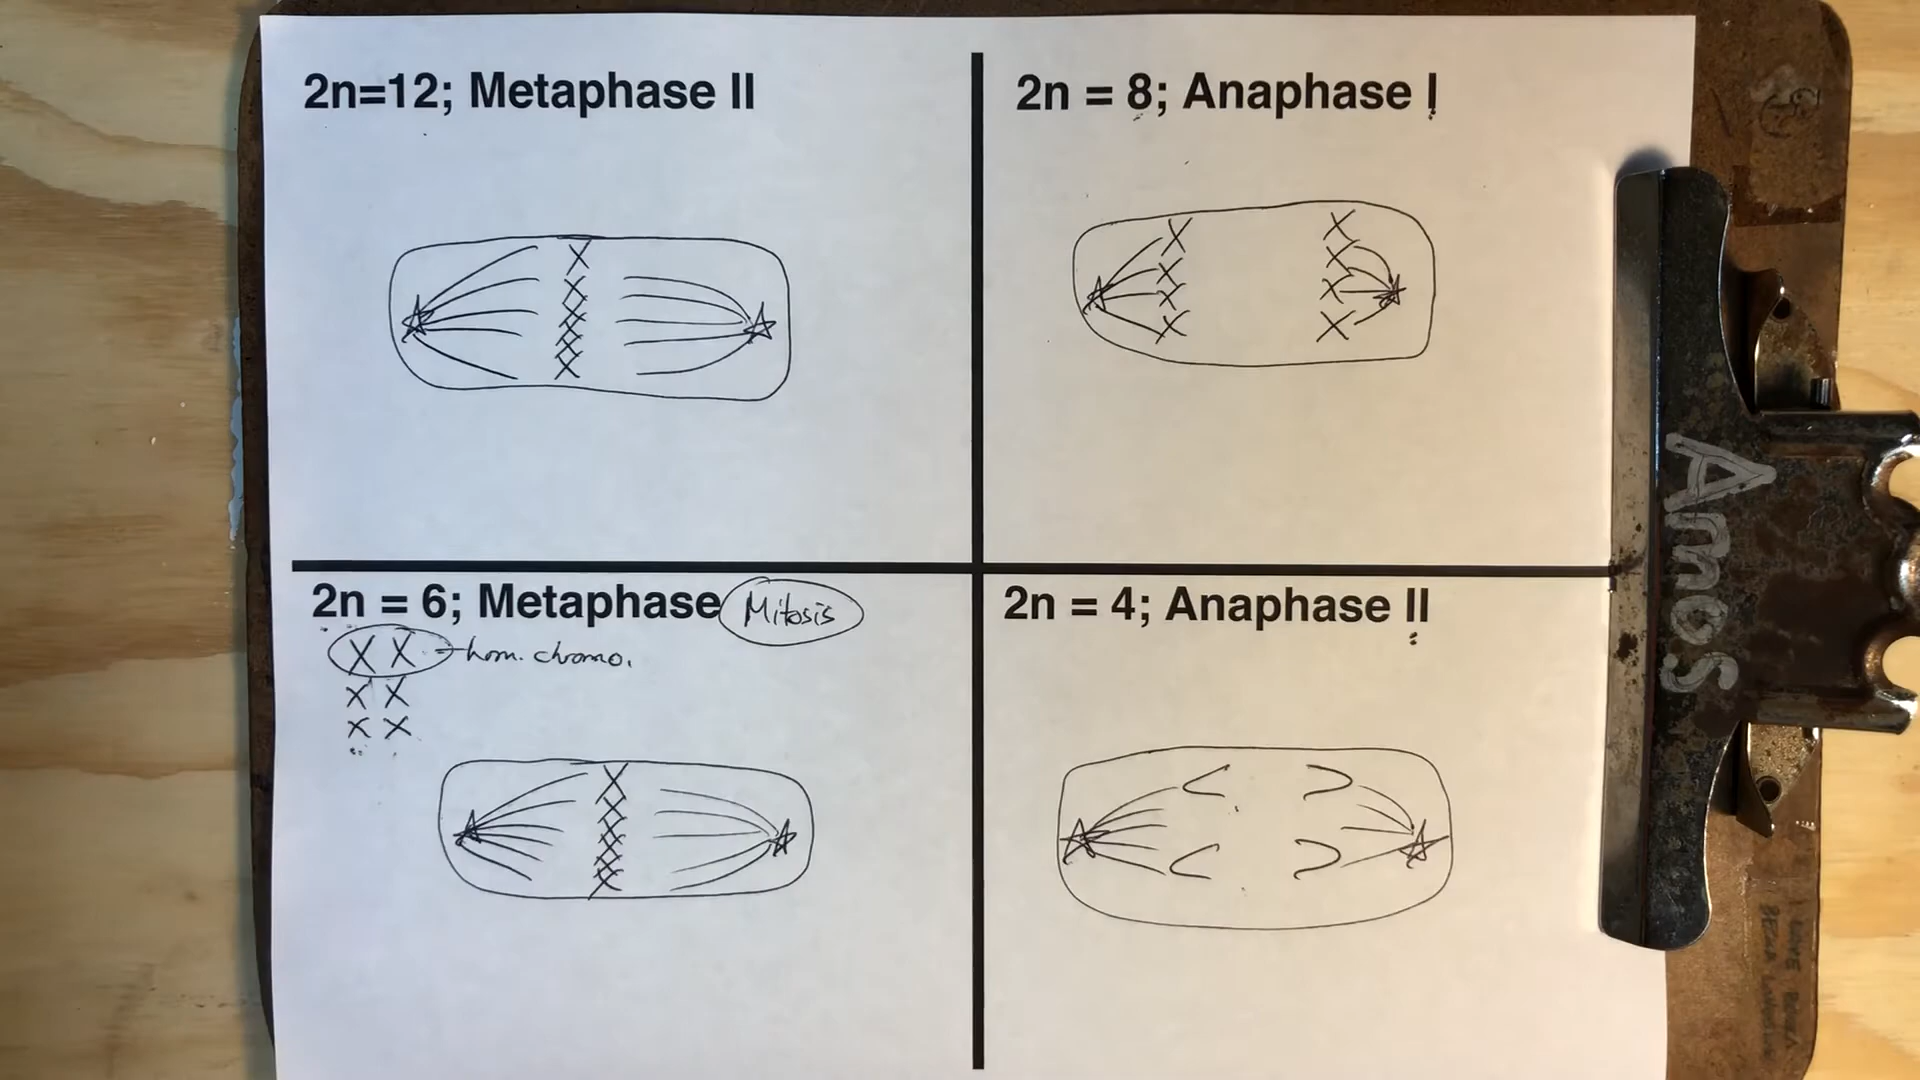 2n=12; Metaphase II
2n = 8; Anaphase I
2n = 6; Metaphase Mitosis
hom. chromo.
2n = 4; Anaphase II
Amos